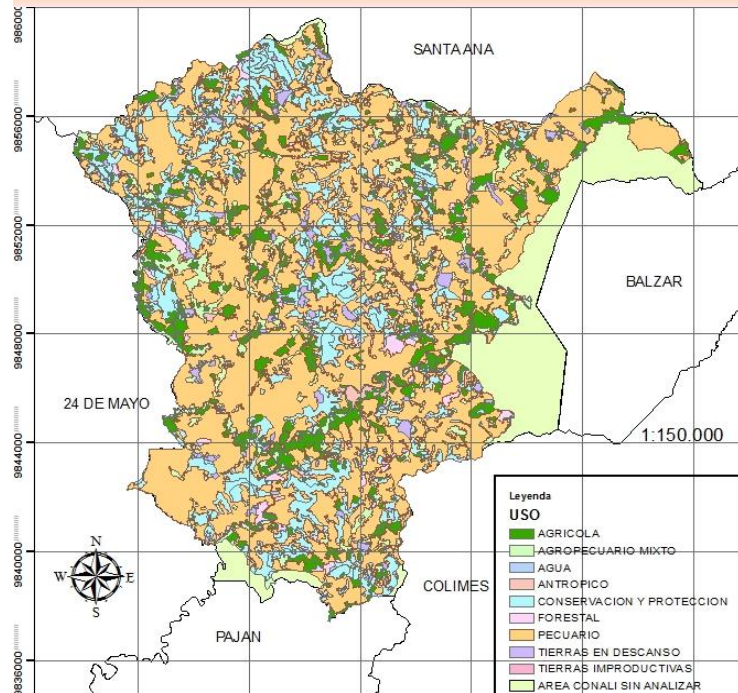 SANTA ANA
BALZAR
24 DE MAYO
1:150.000
COLIMES
PAJAN
N
W
E
S
9866000
9852000
9848000
9844000
9840000
9836000
Leyenda
USO
AGRICOLA
AGROPECUARIO MIXTO
AGUA
ANTROPICO
CONSERVACION Y PROTECCION
FORESTAL
PECUARIO
TIERRAS EN DESCANSO
TIERRAS IMPRODUCTIVAS
AREA CONALI SIN ANALIZAR